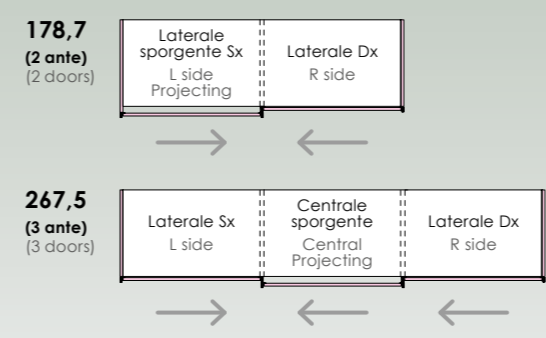 178,7
(2 ante)
(2 doors)
Laterale
sporgente Sx
L side
Projecting
Laterale Dx
R side
267,5
(3 ante)
(3 doors)
Laterale Sx
L side
Centrale
sporgente
Central
Projecting
Laterale Dx
R side